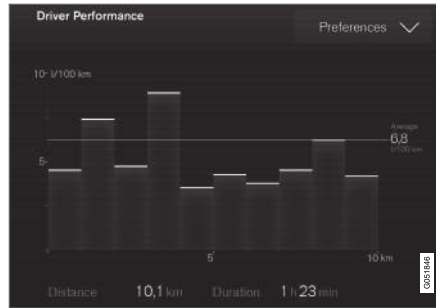 Driver Performance
Preferences
10- l/100 km
Average
6,8
l/100 km
5-
5
10 km
Distance 10,1 km Duration 1 h 23 min
G051846